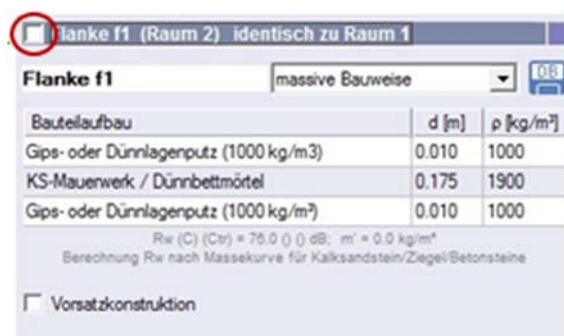 Flanke f1 (Raum 2) identisch zu Raum 1
Flanke f1 massive Bauweise DB
Bauteilaufbau d [m] ρ [kg/m³]
Gips- oder Dünnlagenputz (1000 kg/m3) 0.010 1000
KS-Mauerwerk / Dünnbettmörtel 0.175 1900
Gips- oder Dünnlagenputz (1000 kg/m³) 0.010 1000
Rw (C) (Ctr) = 76.0 () () dB; m' = 0.0 kg/m²
Berechnung Rw nach Massekurve für Kalksandstein/Ziegel/Betonsteine
Vorsatzkonstruktion